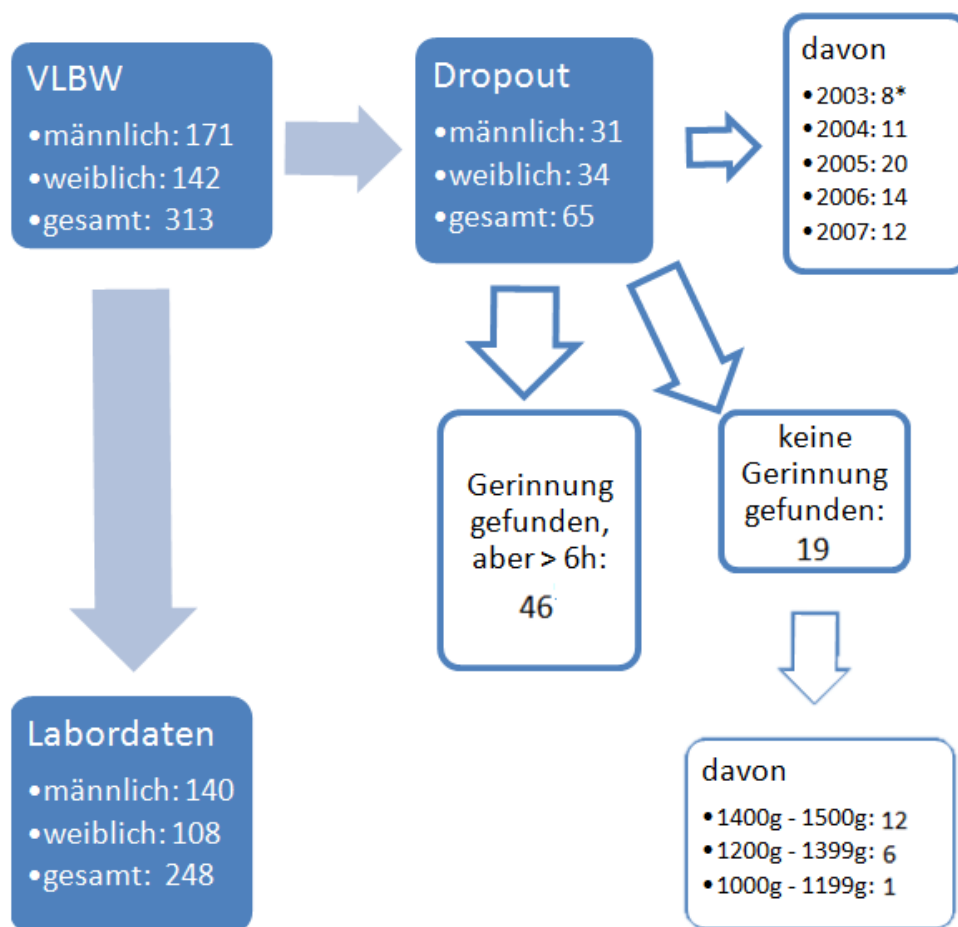 VLBW
•männlich: 171
•weiblich: 142
•gesamt: 313
Dropout
•männlich: 31
•weiblich: 34
•gesamt: 65
davon
•2003: 8*
•2004: 11
•2005: 20
•2006: 14
•2007: 12
Gerinnung
gefunden,
aber > 6h:
46
keine
Gerinnung
gefunden:
19
Labordaten
•männlich: 140
•weiblich: 108
•gesamt: 248
davon
•1400g - 1500g: 12
•1200g - 1399g: 6
•1000g - 1199g: 1